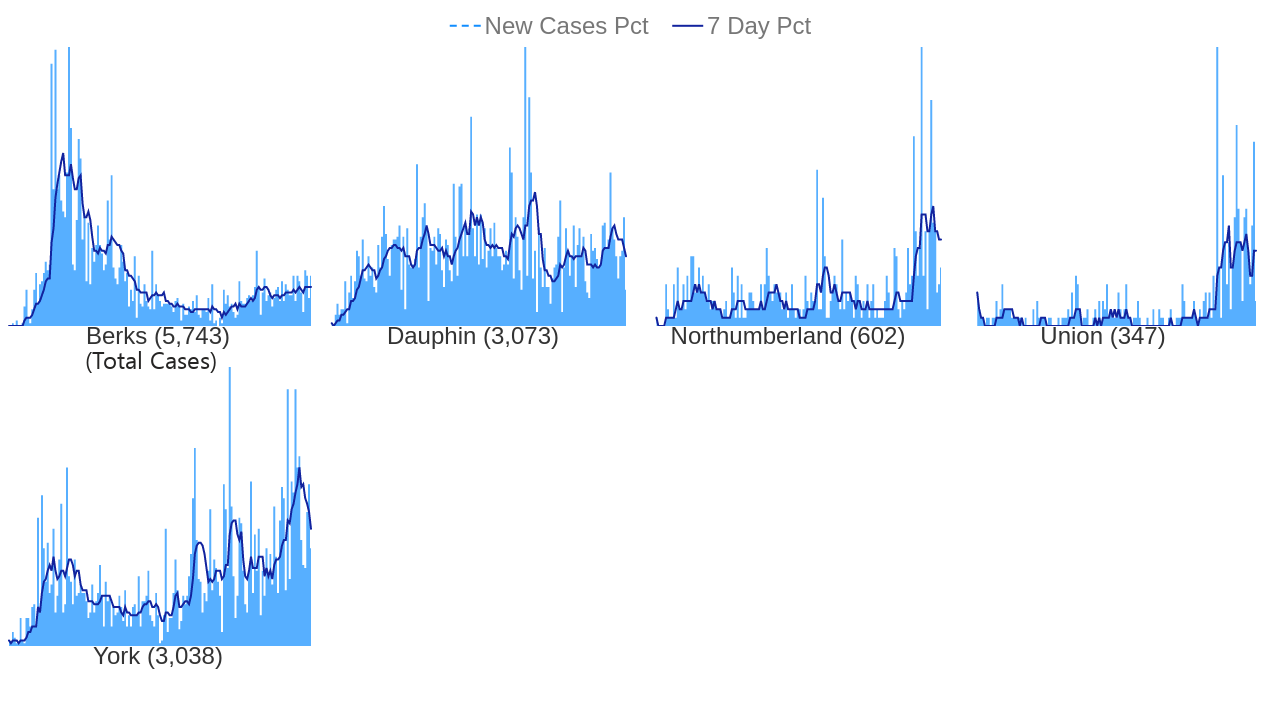 New Cases Pct 7 Day Pct
Berks (5,743) Dauphin (3,073) Northumberland (602) Union (347)
(Total Cases)
York (3,038)